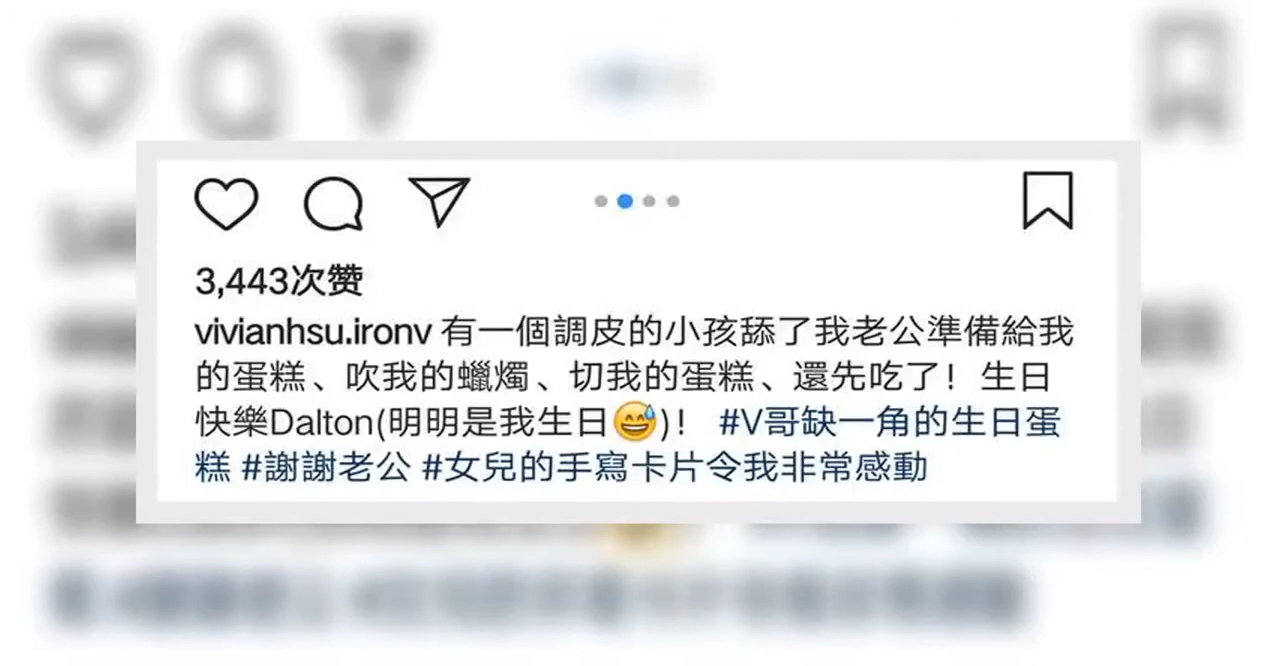 3,443次赞
vivianhsu.ironv 有一個調皮的小孩舔了我老公準備給我
的蛋糕、吹我的蠟燭、切我的蛋糕、還先吃了！生日
快樂Dalton(明明是我生日😅)！ #V哥缺一角的生日蛋
糕 #謝謝老公 #女兒的手寫卡片令我非常感動